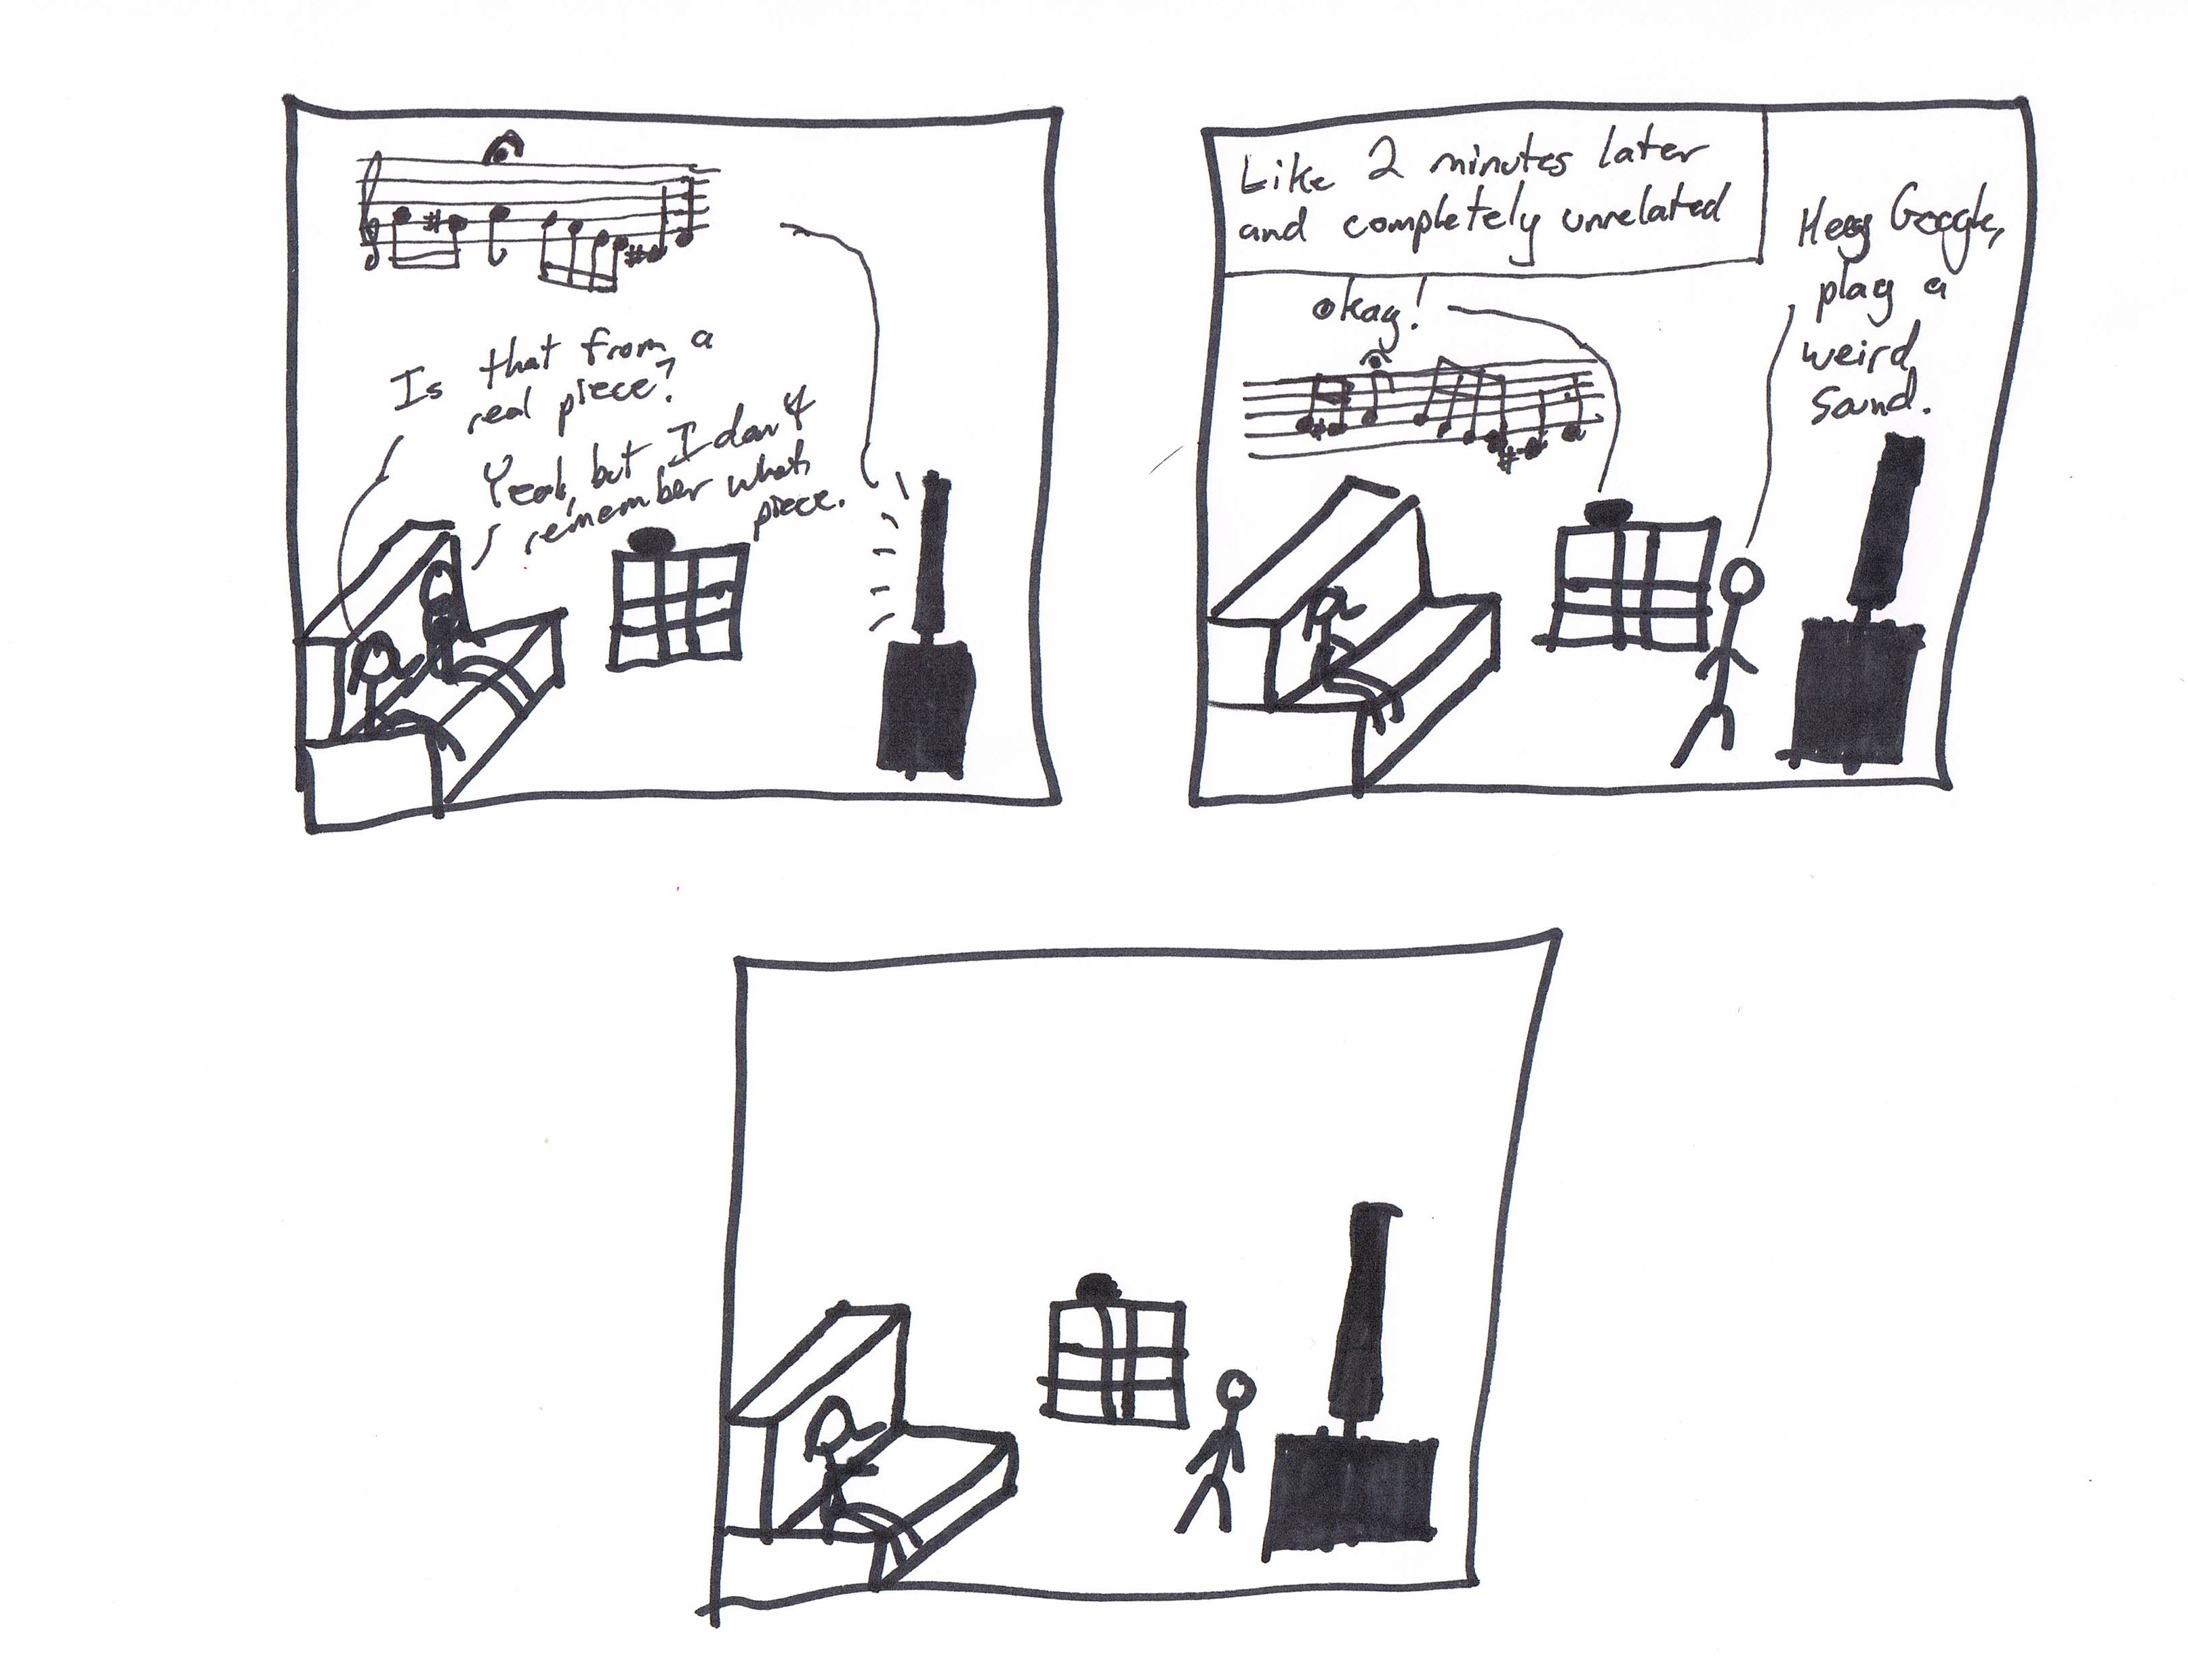 Is that from a
real piece?
Yeah, but I don't
remember what
piece.
Like 2 minutes later
and completely unrelated
Hey Google,
play a
weird
sound.
okay!